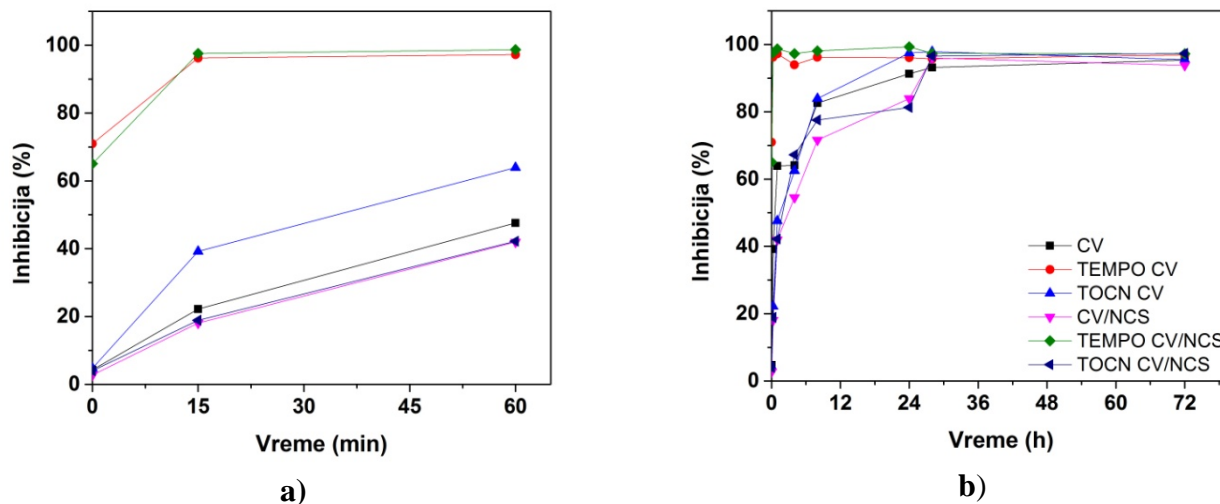 Inhibicija (%)
100
80
60
40
20
0
0
15
30
45
60
Vreme (min)
a)
Inhibicija (%)
100
80
60
40
20
0
CV
TEMPO CV
TOCN CV
CV/NCS
TEMPO CV/NCS
TOCN CV/NCS
0
12
24
36
48
60
72
Vreme (h)
b)